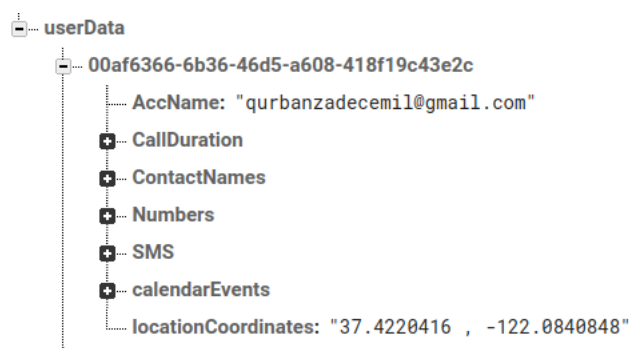 userData
00af6366-6b36-46d5-a608-418f19c43e2c
AccName: "qurbanzadecemil@gmail.com"
CallDuration
ContactNames
Numbers
SMS
calendarEvents
locationCoordinates: "37.4220416 , -122.0840848"